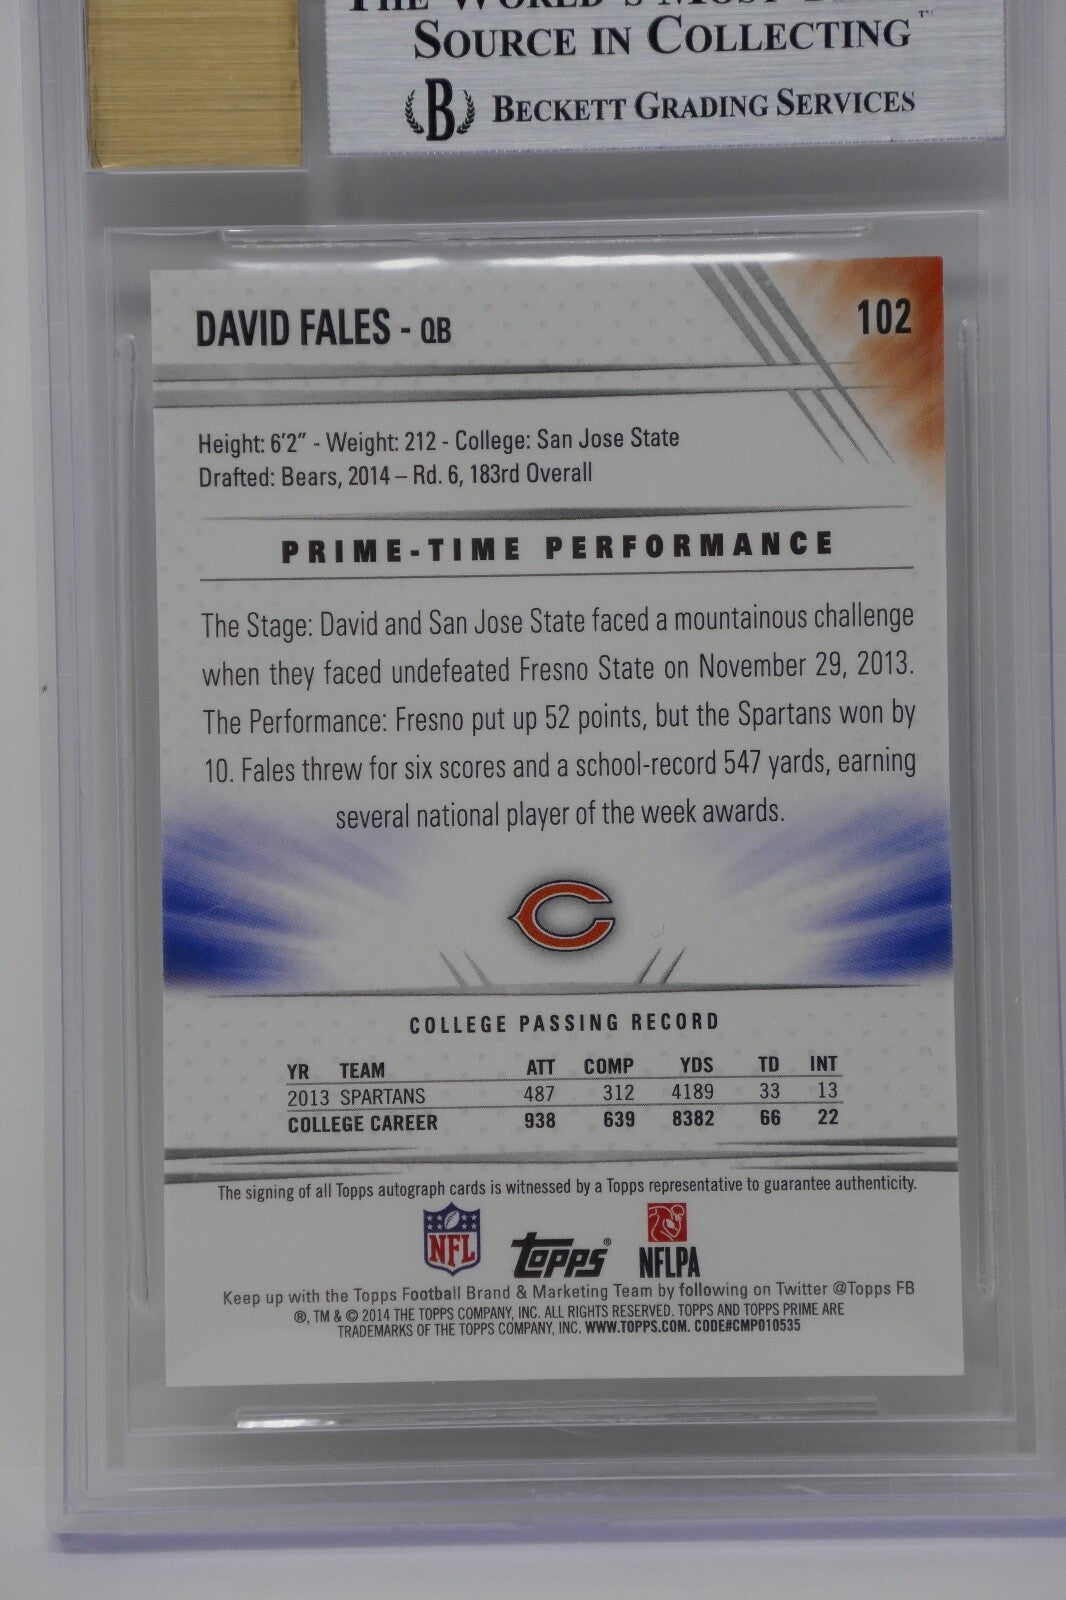 SOURCE IN COLLECTING™
B BECKETT GRADING SERVICES
DAVID FALES - QB
102
Height: 6'2" - Weight: 212 - College: San Jose State
Drafted: Bears, 2014 – Rd. 6, 183rd Overall
PRIME-TIME PERFORMANCE
The Stage: David and San Jose State faced a mountainous challenge
when they faced undefeated Fresno State on November 29, 2013.
The Performance: Fresno put up 52 points, but the Spartans won by
10. Fales threw for six scores and a school-record 547 yards, earning
several national player of the week awards.
C
COLLEGE PASSING RECORD
YR TEAM ATT COMP YDS TD INT
2013 SPARTANS 487 312 4189 33 13
COLLEGE CAREER 938 639 8382 66 22
The signing of all Topps autograph cards is witnessed by a Topps representative to guarantee authenticity.
NFL Topps® NFLPA
Keep up with the Topps Football Brand & Marketing Team by following on Twitter @Topps FB
®, TM & © 2014 THE TOPPS COMPANY, INC. ALL RIGHTS RESERVED. TOPPS AND TOPPS PRIME ARE
TRADEMARKS OF THE TOPPS COMPANY, INC. WWW.TOPPS.COM. CODE#CMP010535